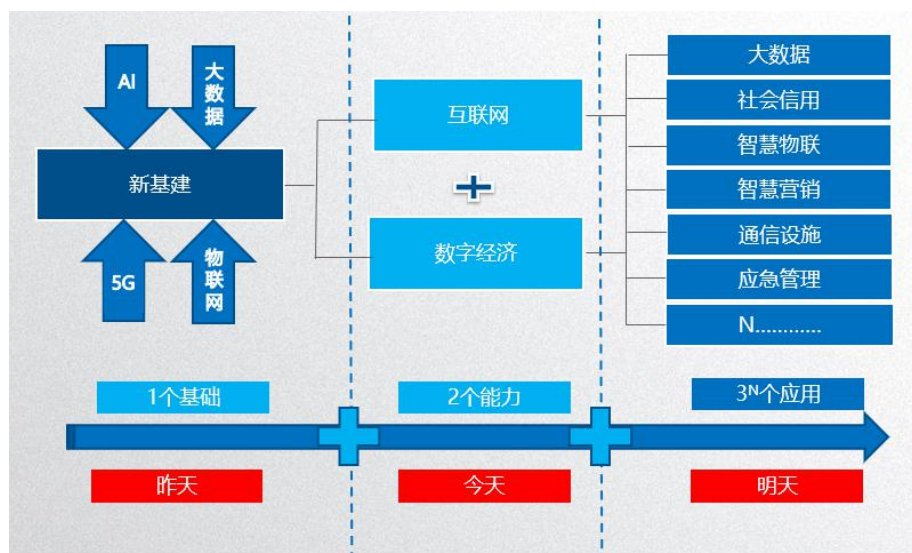 AI
大数据
新基建
5G
物联网
互联网
+
数字经济
大数据
社会信用
智慧物联
智慧营销
通信设施
应急管理
N............
1个基础
2个能力
3ᴺ个应用
昨天
今天
明天